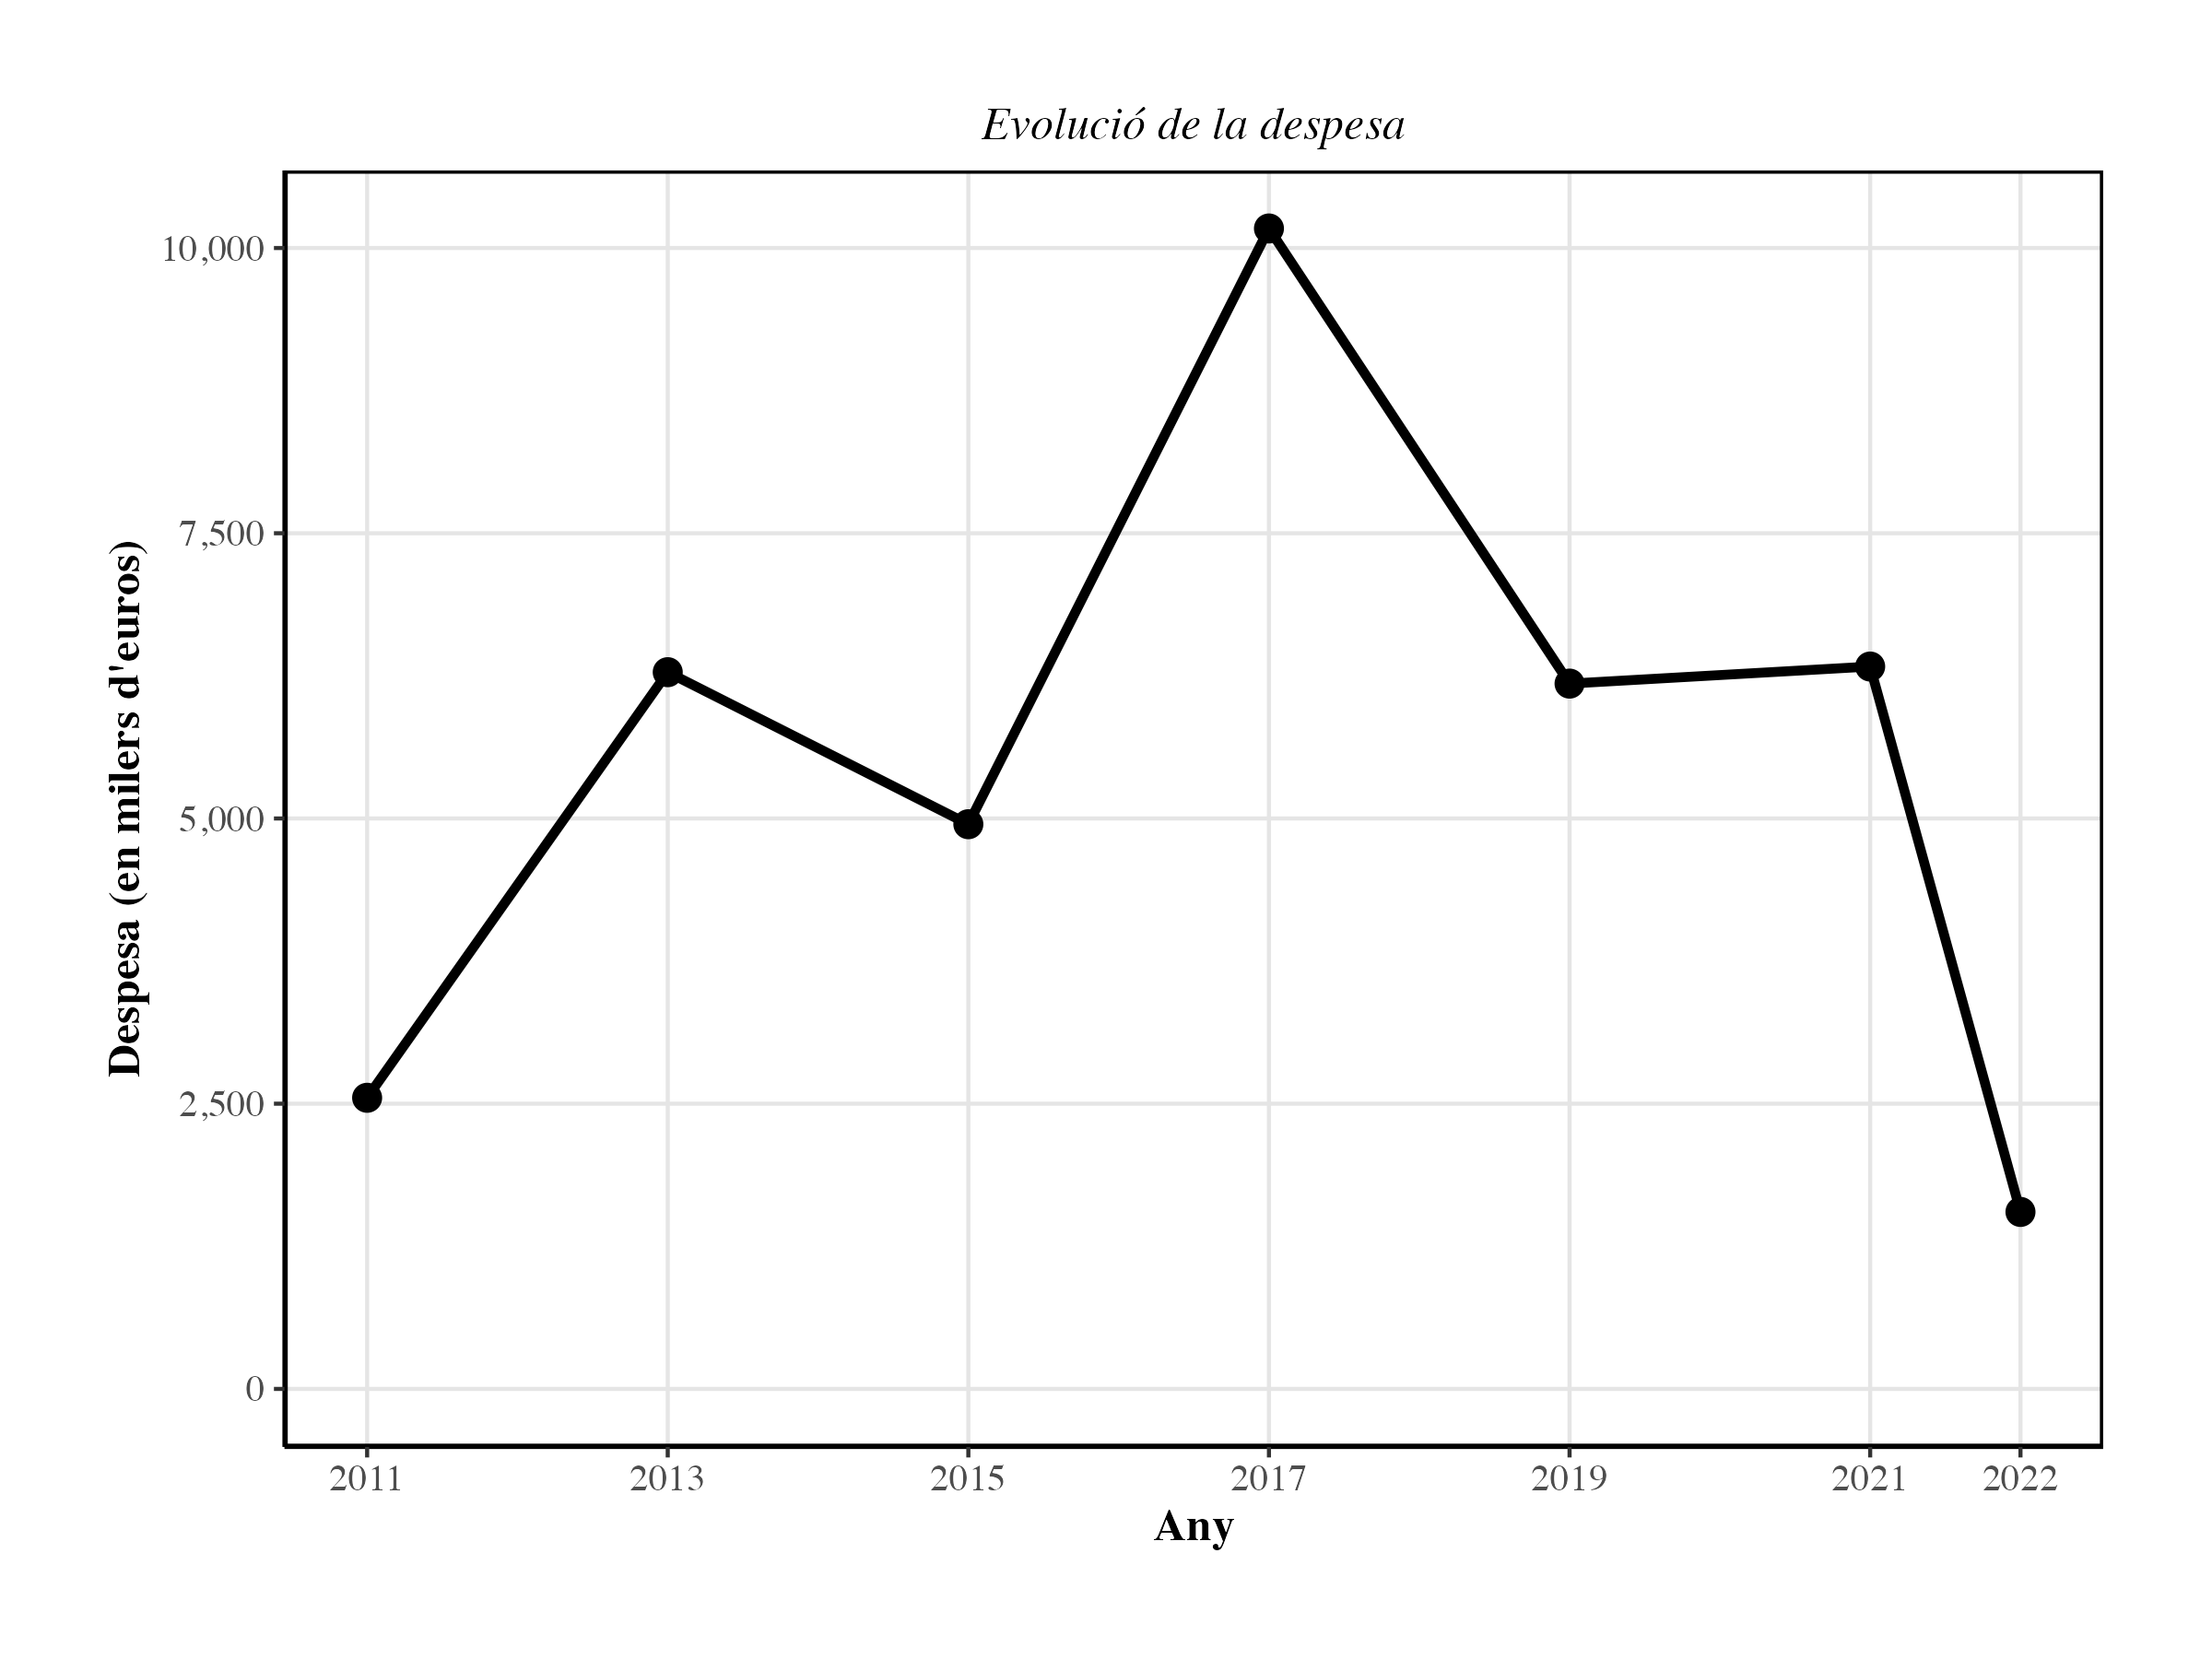 Evolució de la despesa
Despesa (en milers d'euros)
10,000
7,500
5,000
2,500
0
2011 2013 2015 2017 2019 2021 2022
Any